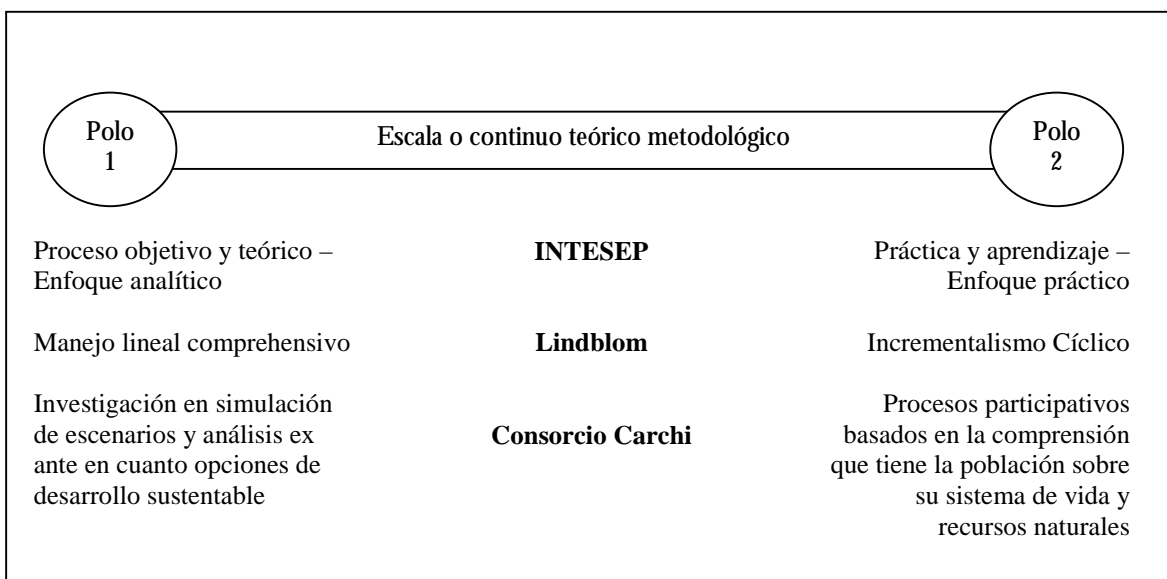 Polo
1
Escala o continuo teórico metodológico
Polo
2
Proceso objetivo y teórico –
Enfoque analítico
INTESEP
Práctica y aprendizaje –
Enfoque práctico
Manejo lineal comprehensivo
Lindblom
Incrementalismo Cíclico
Investigación en simulación
de escenarios y análisis ex
ante en cuanto opciones de
desarrollo sustentable
Consorcio Carchi
Procesos participativos
basados en la comprensión
que tiene la población sobre
su sistema de vida y
recursos naturales